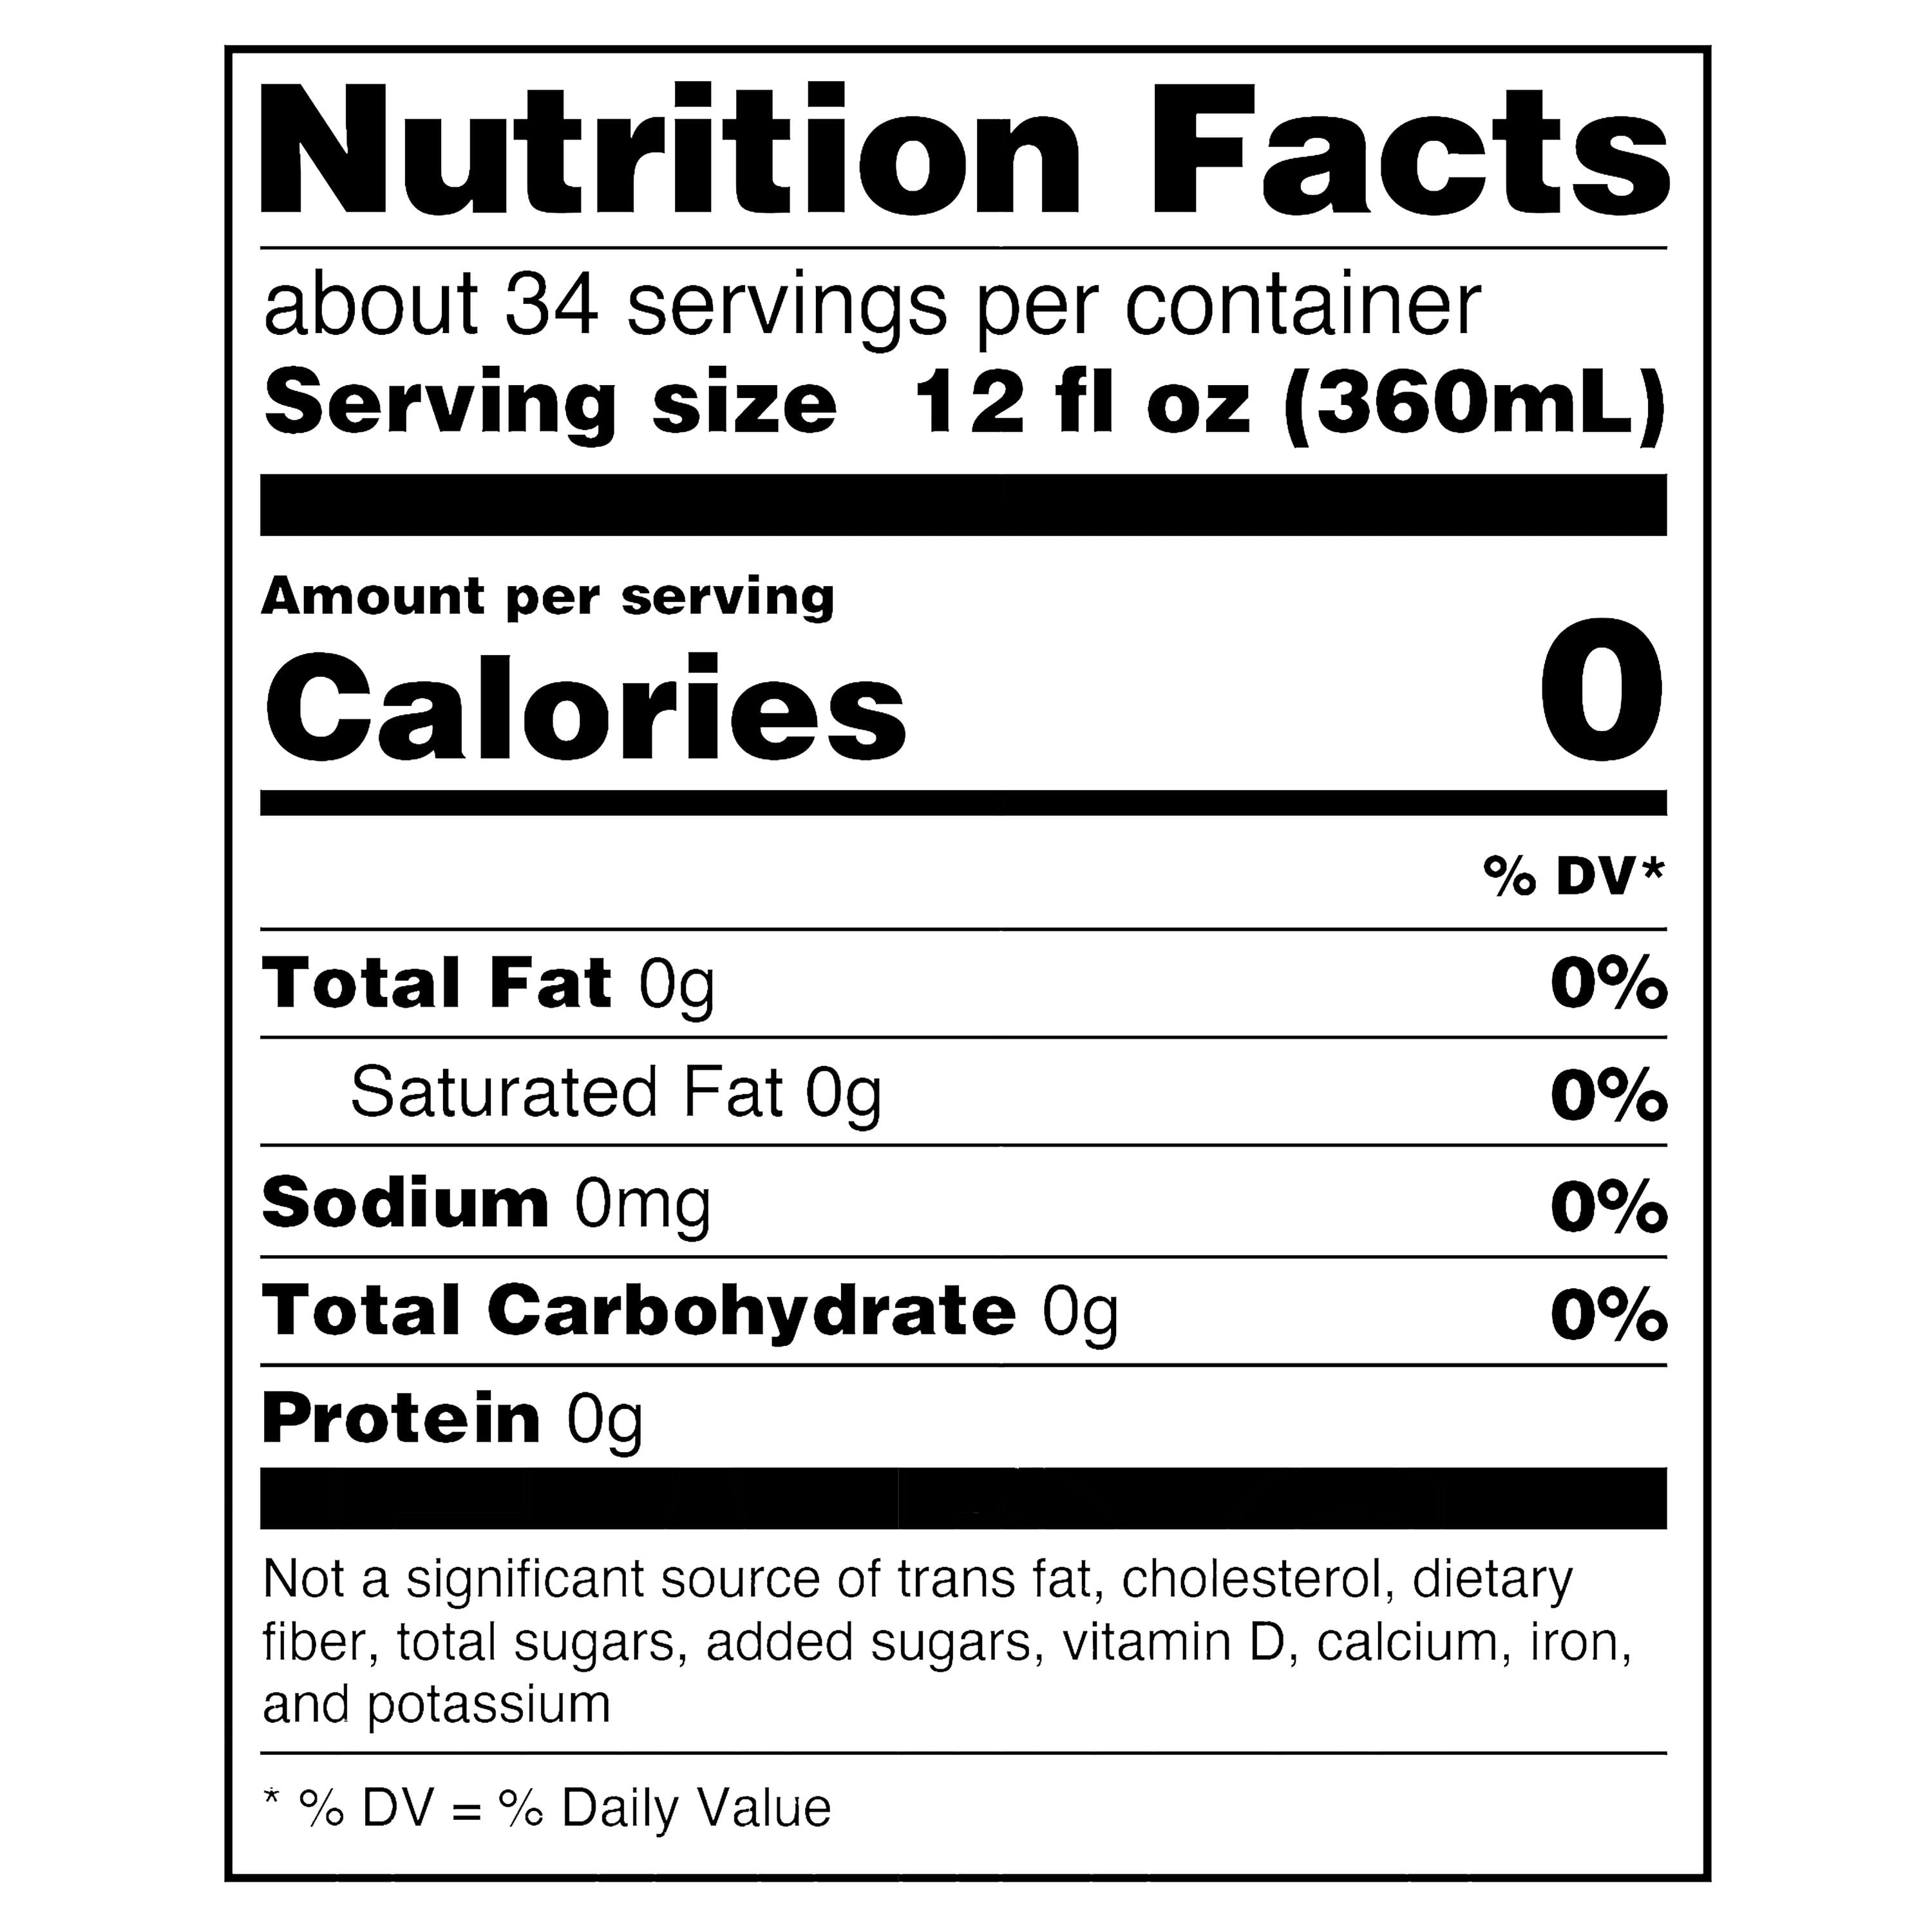 Nutrition Facts
about 34 servings per container
Serving size 12 fl oz (360mL)
Amount per serving
Calories 0
% DV*
Total Fat 0g 0%
Saturated Fat 0g 0%
Sodium 0mg 0%
Total Carbohydrate 0g 0%
Protein 0g
Not a significant source of trans fat, cholesterol, dietary
fiber, total sugars, added sugars, vitamin D, calcium, iron,
and potassium
* % DV = % Daily Value